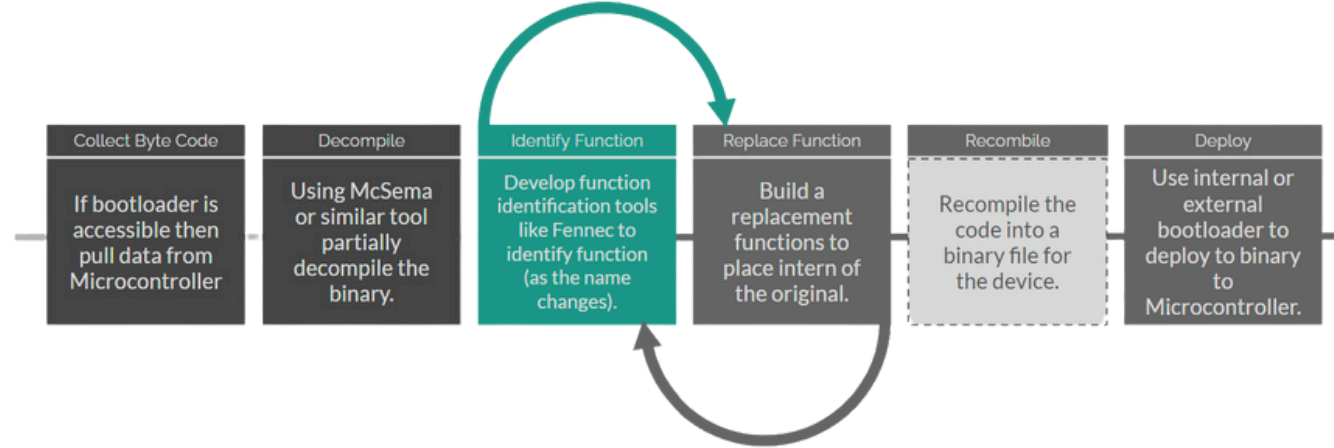 Collect Byte Code
If bootloader is
accessible then
pull data from
Microcontroller
Decompile
Using McSema
or similar tool
partially
decompile the
binary.
Identify Function
Develop function
identification tools
like Fennec to
identify function
(as the name
changes).
Replace Function
Build a
replacement
functions to
place intern of
the original.
Recombile
Recompile the
code into a
binary file for
the device.
Deploy
Use internal or
external
bootloader to
deploy to binary
to
Microcontroller.